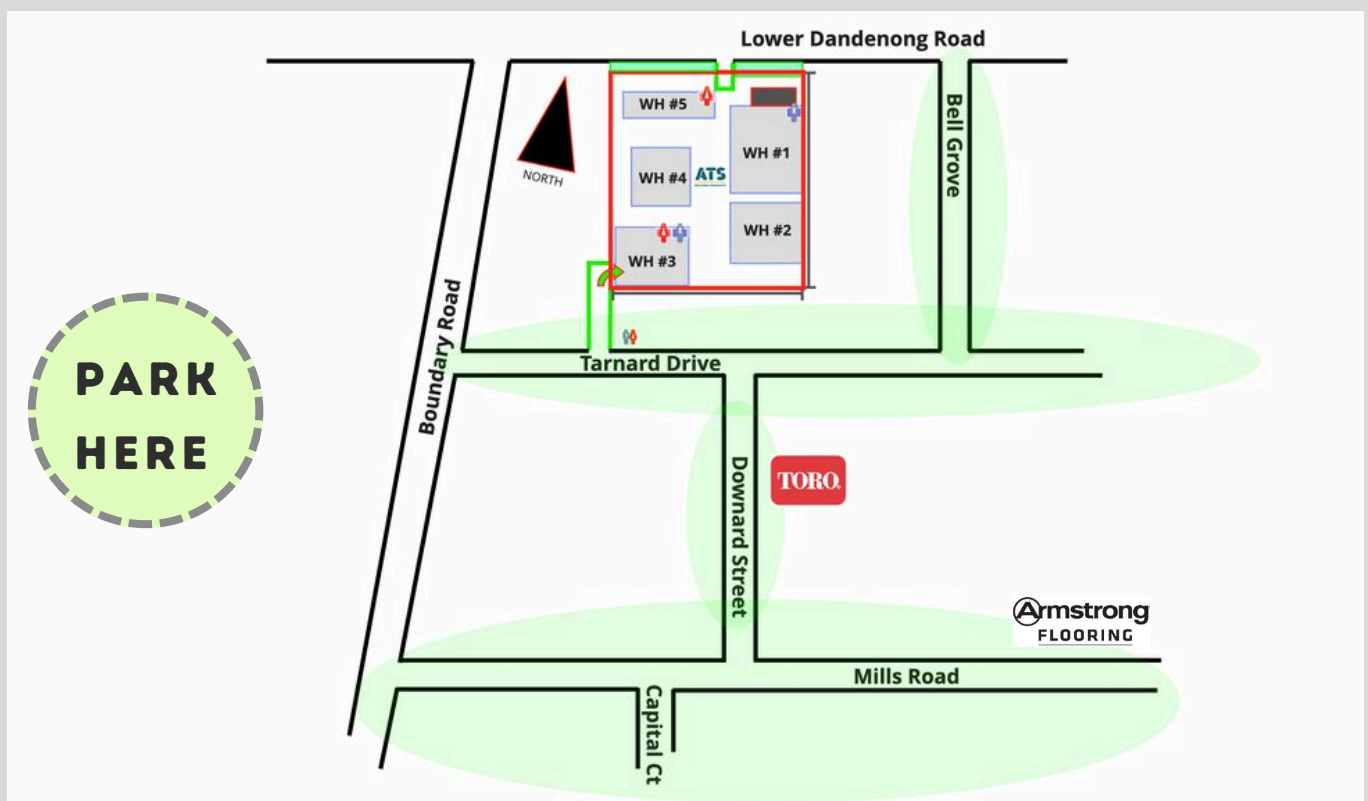 Lower Dandenong Road
WH #5
WH #1
Bell Grove
WH #4
ATS
NORTH
WH #2
WH #3
Boundary Road
Tarnard Drive
PARK
HERE
Downard Street
TORO
Armstrong
FLOORING
Mills Road
Capital Ct